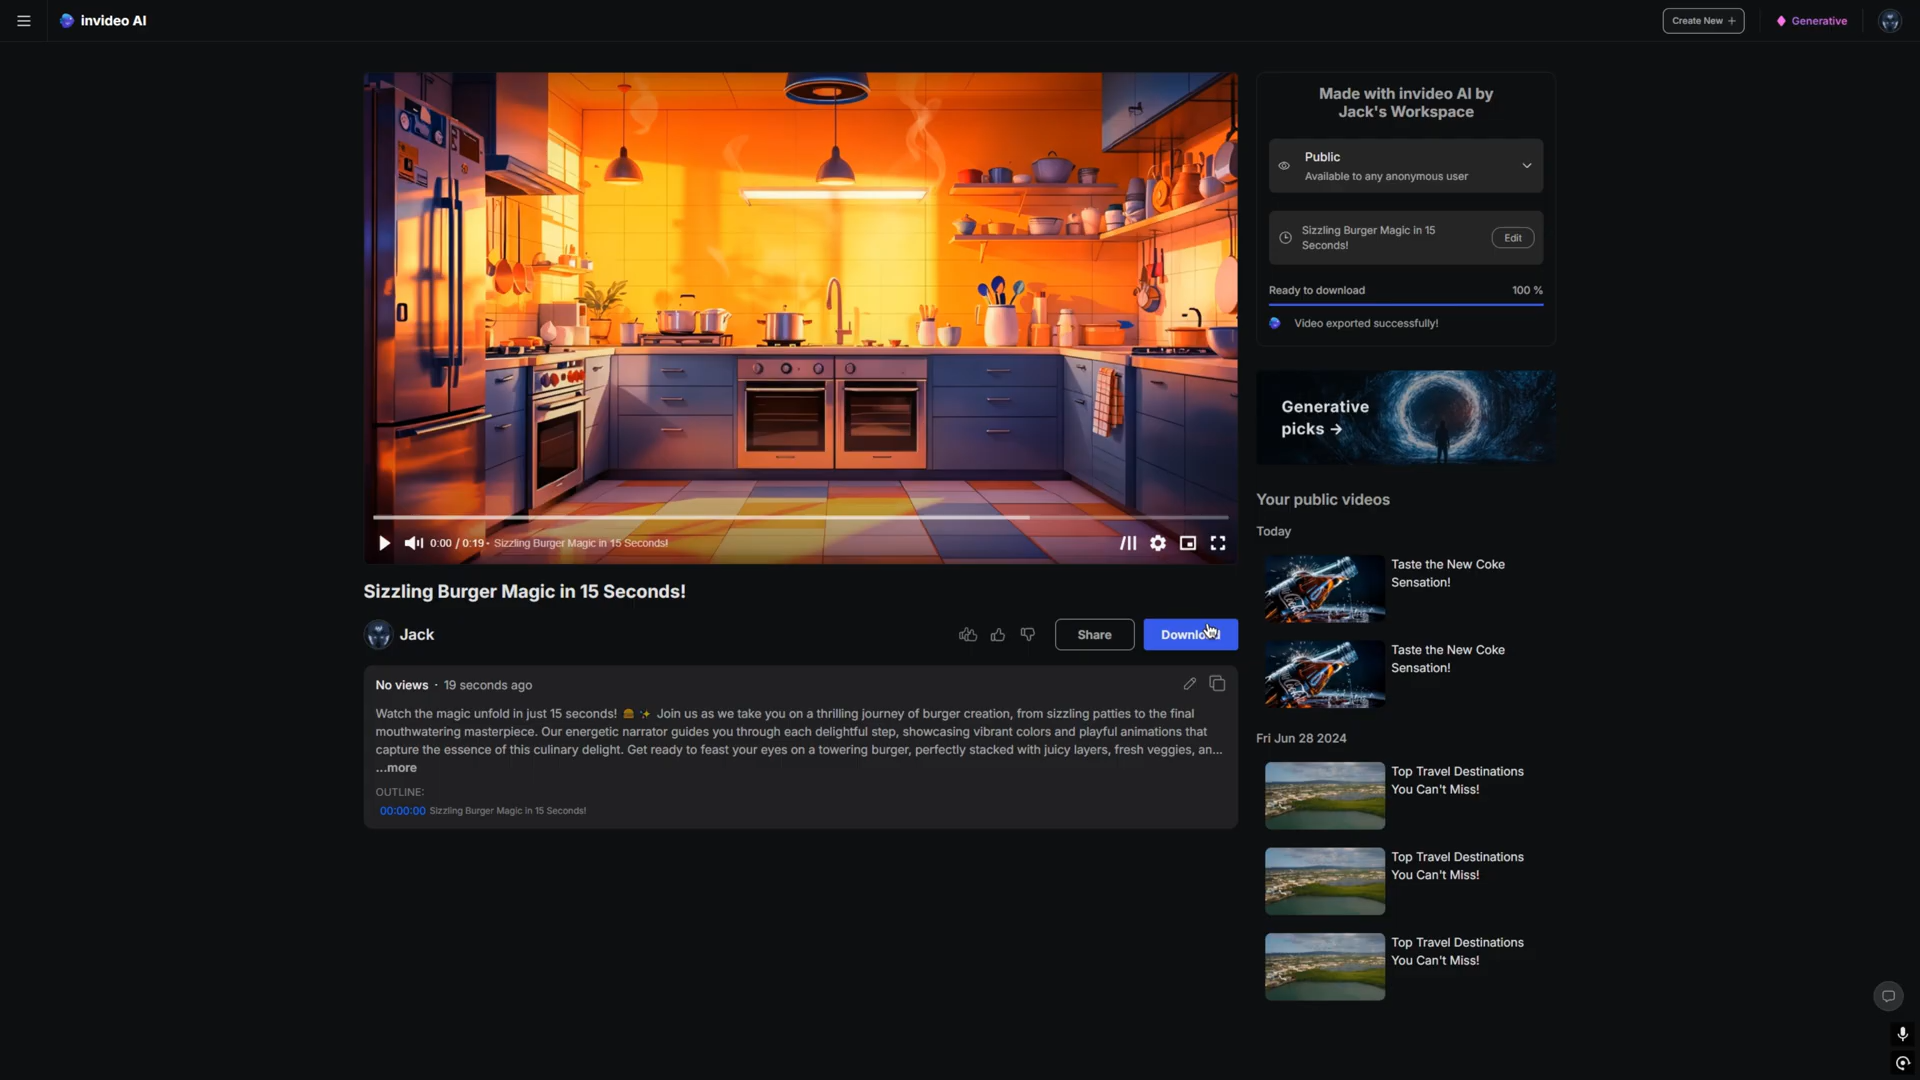 invideo AI
Create New +
Generative
Made with invideo AI by
Jack's Workspace
Public
Available to any anonymous user
Sizzling Burger Magic in 15
Seconds!
Edit
Ready to download
100 %
Video exported successfully!
Generative
picks →
0:00 / 0:19 · Sizzling Burger Magic in 15 Seconds!
Sizzling Burger Magic in 15 Seconds!
Jack
Share
Download
No views · 19 seconds ago
Watch the magic unfold in just 15 seconds! 🍔 ✨ Join us as we take you on a thrilling journey of burger creation, from sizzling patties to the final
mouthwatering masterpiece. Our energetic narrator guides you through each delightful step, showcasing vibrant colors and playful animations that
capture the essence of this culinary delight. Get ready to feast your eyes on a towering burger, perfectly stacked with juicy layers, fresh veggies, an...
...more
OUTLINE:
00:00:00 Sizzling Burger Magic in 15 Seconds!
Your public videos
Today
Taste the New Coke
Sensation!
Taste the New Coke
Sensation!
Fri Jun 28 2024
Top Travel Destinations
You Can't Miss!
Top Travel Destinations
You Can't Miss!
Top Travel Destinations
You Can't Miss!